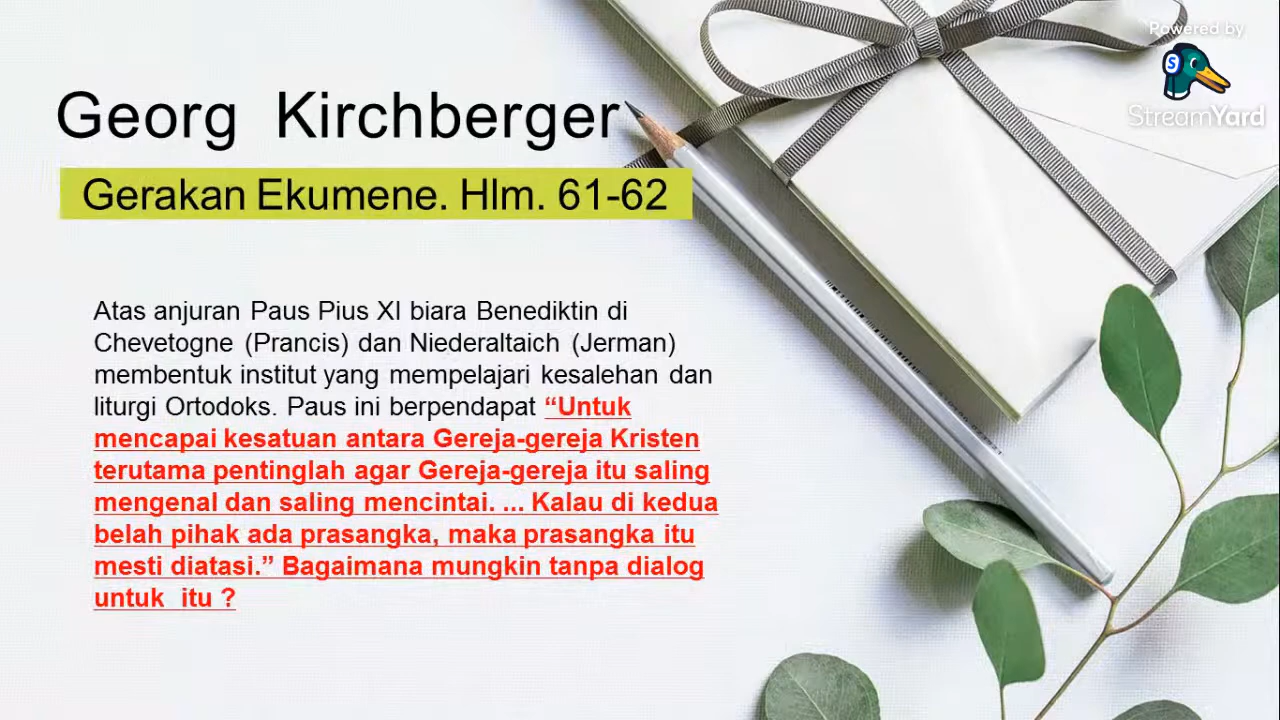 Powered by
StreamYard
Georg Kirchberger
Gerakan Ekumene. Hlm. 61-62
Atas anjuran Paus Pius XI biara Benediktin di
Chevetogne (Prancis) dan Niederaltaich (Jerman)
membentuk institut yang mempelajari kesalehan dan
liturgi Ortodoks. Paus ini berpendapat “Untuk
mencapai kesatuan antara Gereja-gereja Kristen
terutama pentinglah agar Gereja-gereja itu saling
mengenal dan saling mencintai. ... Kalau di kedua
belah pihak ada prasangka, maka prasangka itu
mesti diatasi.” Bagaimana mungkin tanpa dialog
untuk itu ?